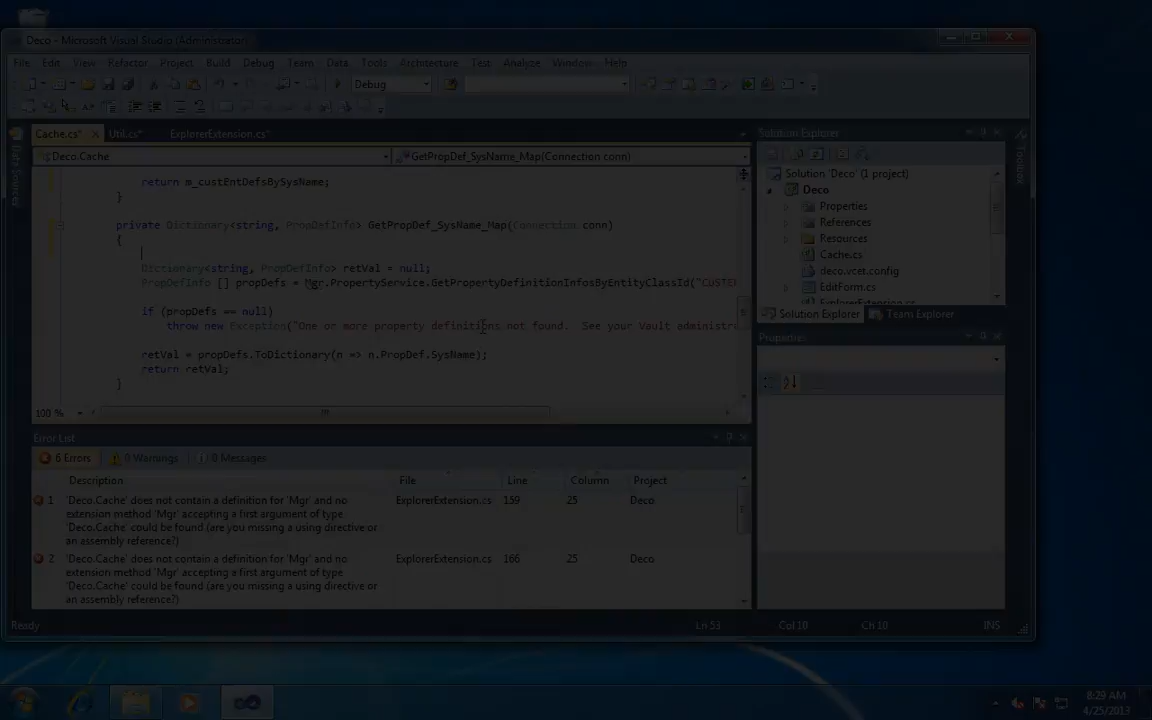 Deco - Microsoft Visual Studio (Administrator)
File Edit View Refactor Project Build Debug Team Data Tools Architecture Test Analyze Window Help
Debug
Cache.cs* Util.cs* ExplorerExtension.cs*
Deco.Cache GetPropDef_SysName_Map(Connection conn)
return m_custEntDefsBySysName;
}
private Dictionary<string, PropDefInfo> GetPropDef_SysName_Map(Connection conn)
{
Dictionary<string, PropDefInfo> retVal = null;
PropDefInfo [] propDefs = Mgr.PropertyService.GetPropertyDefinitionInfosByEntityClassId("CUSTEN
if (propDefs == null)
throw new Exception("One or more property definitions not found.  See your Vault administra
retVal = propDefs.ToDictionary(n => n.PropDef.SysName);
return retVal;
}
100 %
Data Sources
Solution Explorer
Toolbox
Solution 'Deco' (1 project)
Deco
Properties
References
Resources
Cache.cs
deco.vcet.config
EditForm.cs
ExplorerExtension.cs
Solution Explorer Team Explorer
Properties
Error List
6 Errors 0 Warnings 0 Messages
Description File Line Column Project
1 'Deco.Cache' does not contain a definition for 'Mgr' and no ExplorerExtension.cs 159 25 Deco
extension method 'Mgr' accepting a first argument of type
'Deco.Cache' could be found (are you missing a using directive or
an assembly reference?)
2 'Deco.Cache' does not contain a definition for 'Mgr' and no ExplorerExtension.cs 166 25 Deco
extension method 'Mgr' accepting a first argument of type
'Deco.Cache' could be found (are you missing a using directive or
an assembly reference?)
Ready Ln 53 Col 10 Ch 10 INS
8:29 AM
4/25/2013